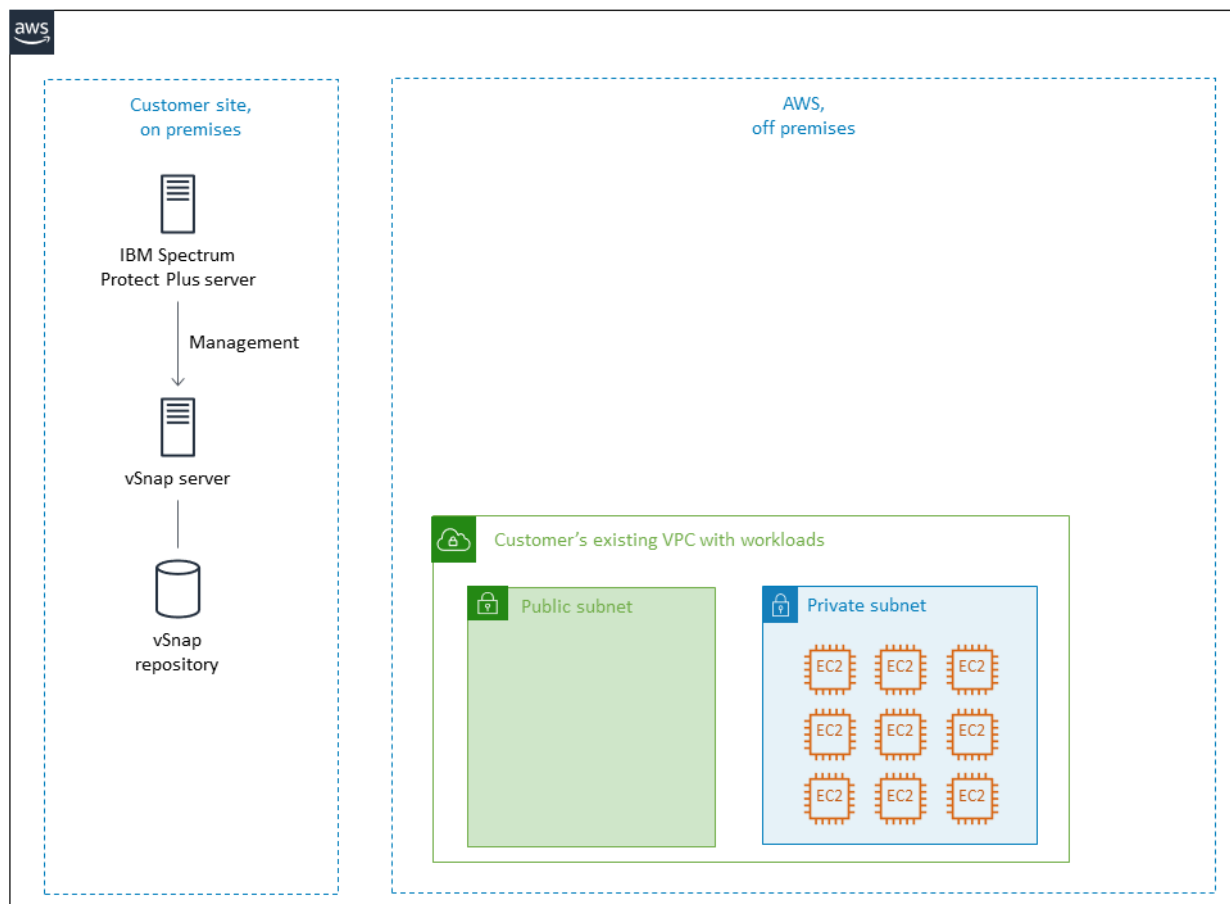 aws
Customer site,
on premises
IBM Spectrum
Protect Plus server
Management
vSnap server
vSnap
repository
AWS,
off premises
Customer’s existing VPC with workloads
Public subnet
Private subnet
EC2 EC2 EC2
EC2 EC2 EC2
EC2 EC2 EC2